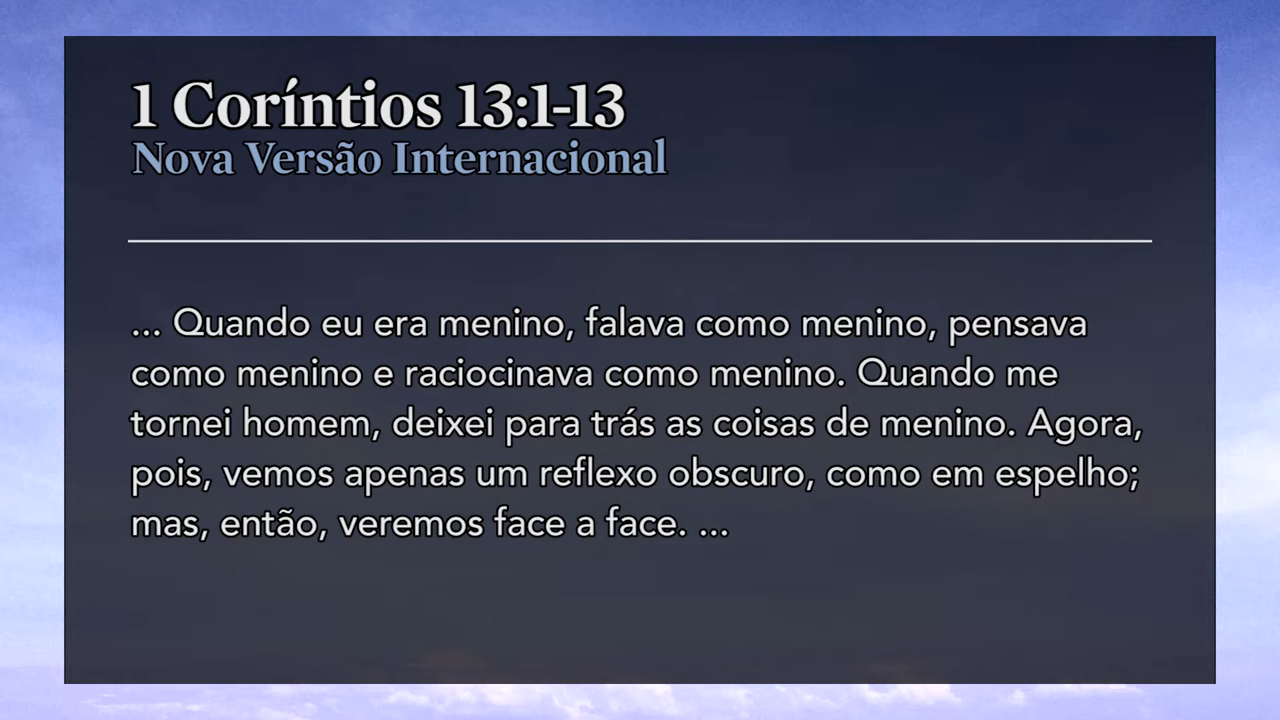 1 Coríntios 13:1-13
Nova Versão Internacional
... Quando eu era menino, falava como menino, pensava
como menino e raciocinava como menino. Quando me
tornei homem, deixei para trás as coisas de menino. Agora,
pois, vemos apenas um reflexo obscuro, como em espelho;
mas, então, veremos face a face. ...